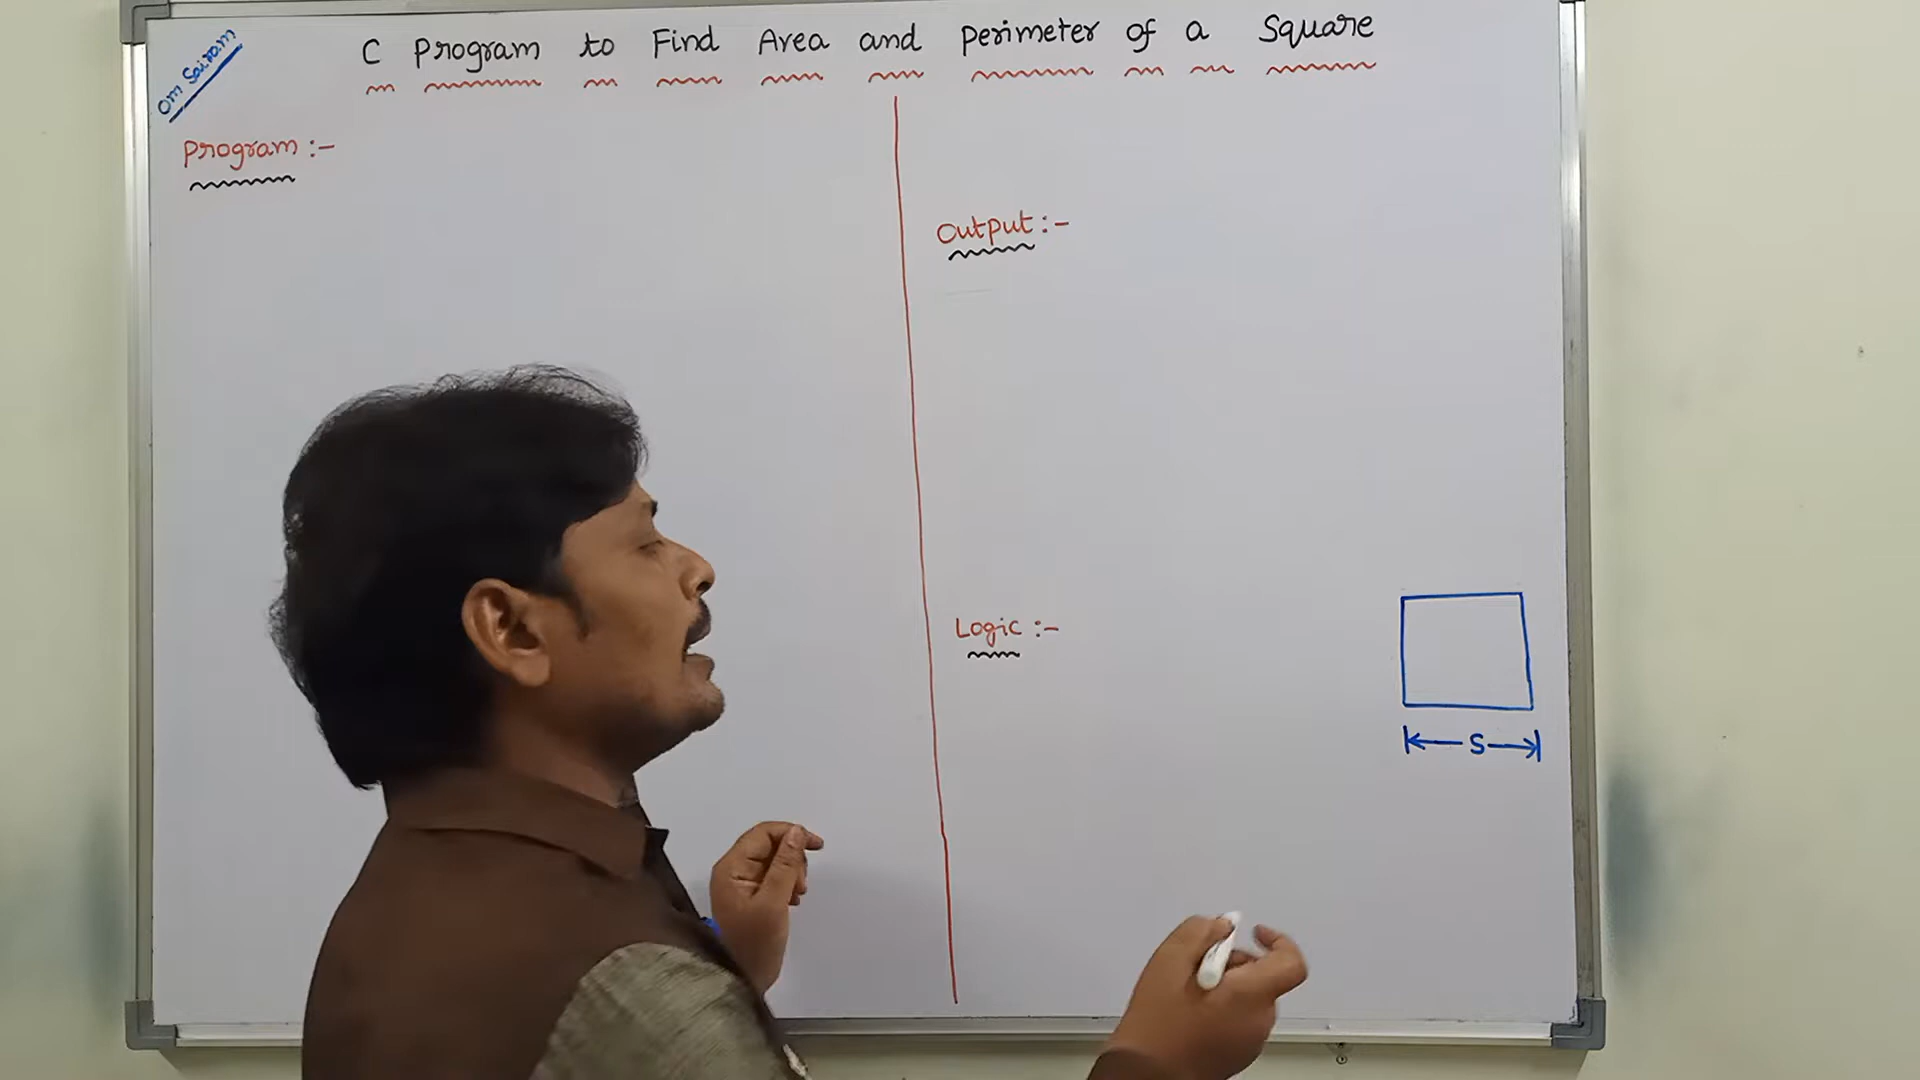 Om Sairam
C Program to Find Area and Perimeter of a Square
Program :-
Output :-
Logic :-
S